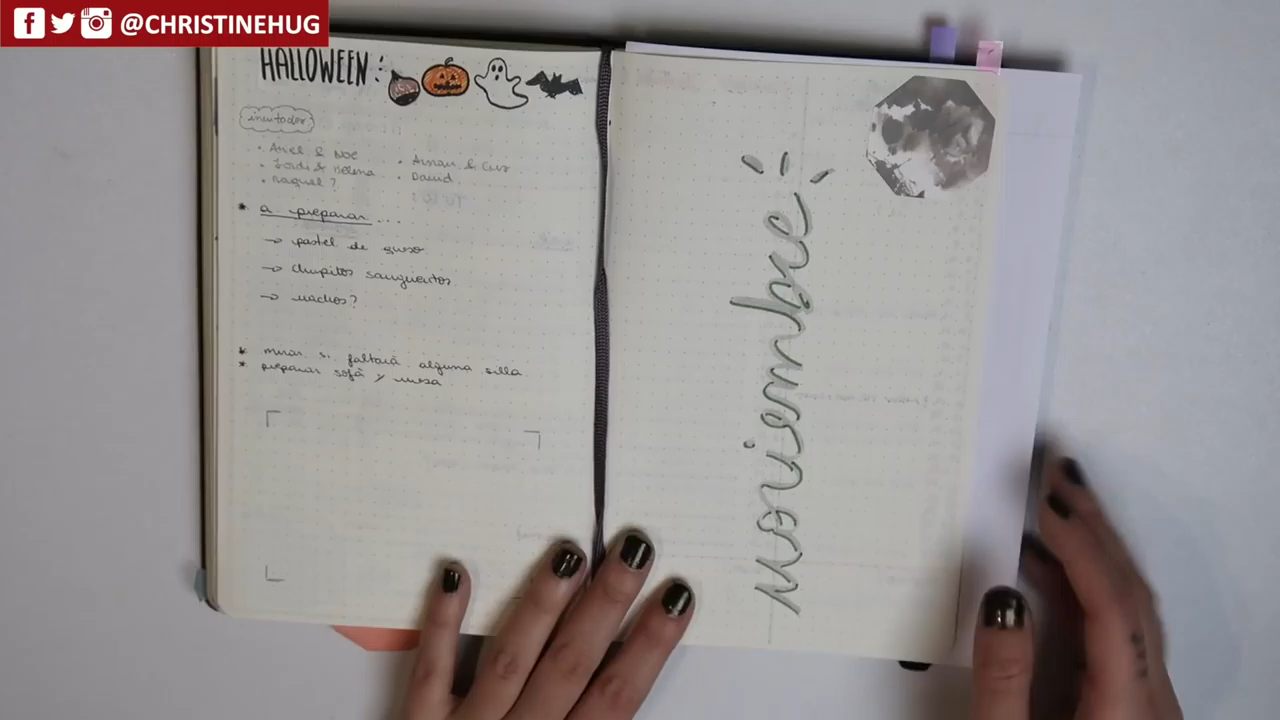 @CHRISTINEHUG
HALLOWEEN
invitados
• Ariel & Noe
• Jordi & Helena
• Raquel?
• Arnau & Cris
• David
* a preparar...
→ pastel de queso
→ chupitos sangrientos
→ nachos?
* mirar si faltará alguna silla
* preparar sofá y mesa
noviembre